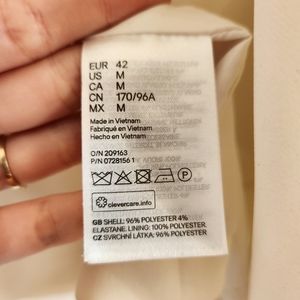 EUR 42
US M
CA M
CN 170/96A
MX M
Made in Vietnam
Fabriqué en Vietnam
Hecho en Vietnam
O/N 209163
P/N 0728156 1
P
clevercare.info
GB SHELL: 96% POLYESTER 4%
ELASTANE. LINING: 100% POLYESTER.
CZ SVRCHNÍ LÁTKA: 96% POLYESTER